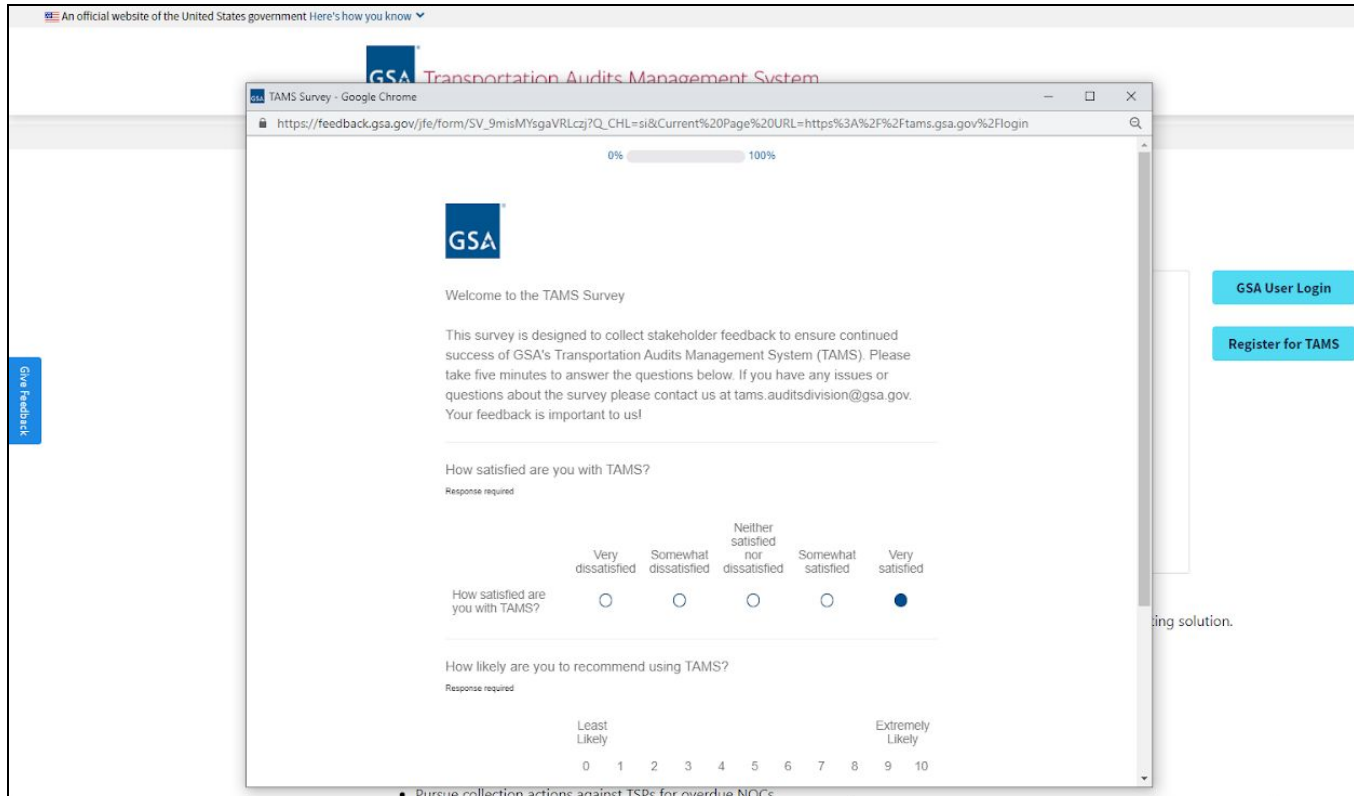 An official website of the United States government Here's how you know
GSA Transportation Audits Management System
TAMS Survey - Google Chrome
https://feedback.gsa.gov/jfe/form/SV_9misMYsgaVRLczj?Q_CHL=si&Current%20Page%20URL=https%3A%2F%2Ftams.gsa.gov%2Flogin
0% 100%
GSA
Welcome to the TAMS Survey
This survey is designed to collect stakeholder feedback to ensure continued
success of GSA's Transportation Audits Management System (TAMS). Please
take five minutes to answer the questions below. If you have any issues or
questions about the survey please contact us at tams.auditsdivision@gsa.gov.
Your feedback is important to us!
How satisfied are you with TAMS?
Response required
Very
dissatisfied
Somewhat
dissatisfied
Neither
satisfied
nor
dissatisfied
Somewhat
satisfied
Very
satisfied
How satisfied are
you with TAMS?
How likely are you to recommend using TAMS?
Response required
Least
Likely
Extremely
Likely
0 1 2 3 4 5 6 7 8 9 10
GSA User Login
Register for TAMS
Give Feedback
ing solution.
Pursue collection actions against TSPs for overdue NOCs